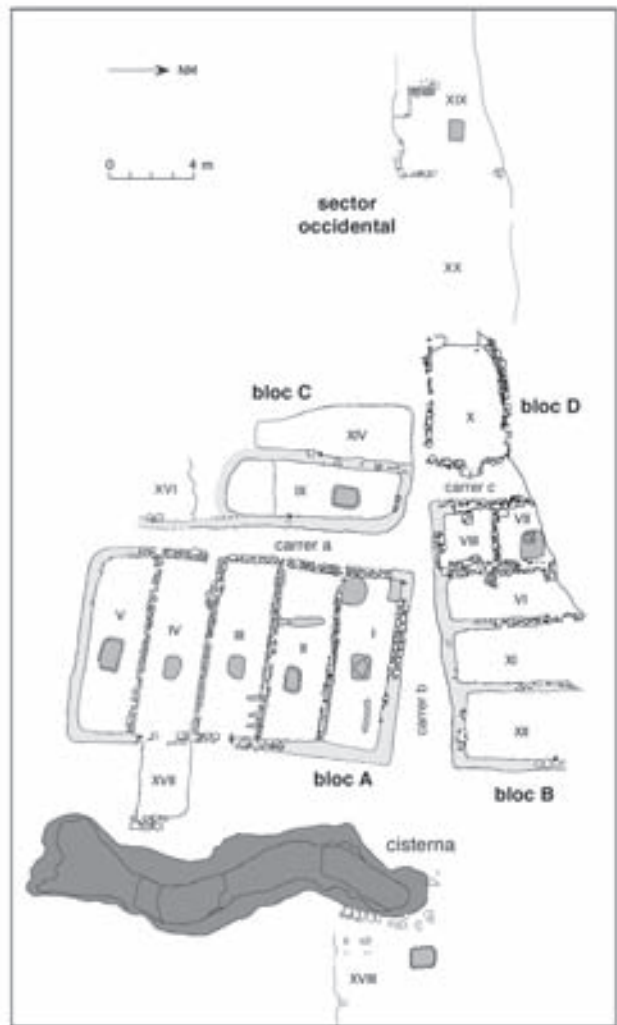 NM
0 4 m
XIX
sector
occidental
XX
bloc C
bloc D
X
XIV
XVI
IX
carrer c
carrer a
VIII
VII
VI
V
IV
III
II
I
XI
carrer b
XII
XVII
bloc A
bloc B
cisterna
XVIII